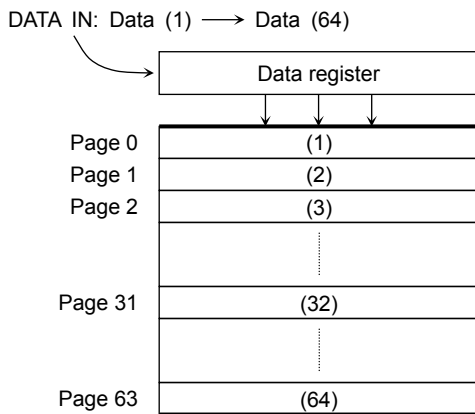 DATA IN: Data (1) ⟶ Data (64)
Data register
Page 0 (1)
Page 1 (2)
Page 2 (3)
Page 31 (32)
Page 63 (64)